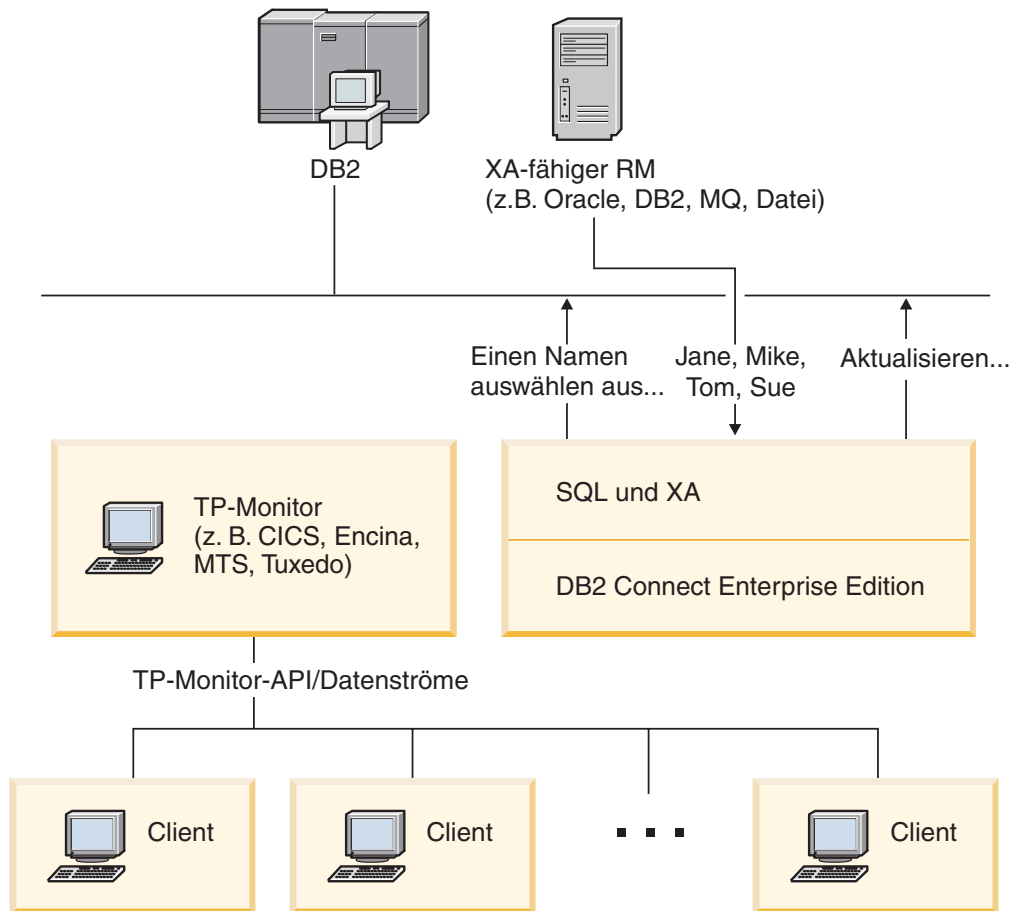 DB2
XA-fähiger RM
(z.B. Oracle, DB2, MQ, Datei)
Einen Namen
auswählen aus...
Jane, Mike,
Tom, Sue
Aktualisieren...
TP-Monitor
(z. B. CICS, Encina,
MTS, Tuxedo)
SQL und XA
DB2 Connect Enterprise Edition
TP-Monitor-API/Datenströme
Client
Client
Client